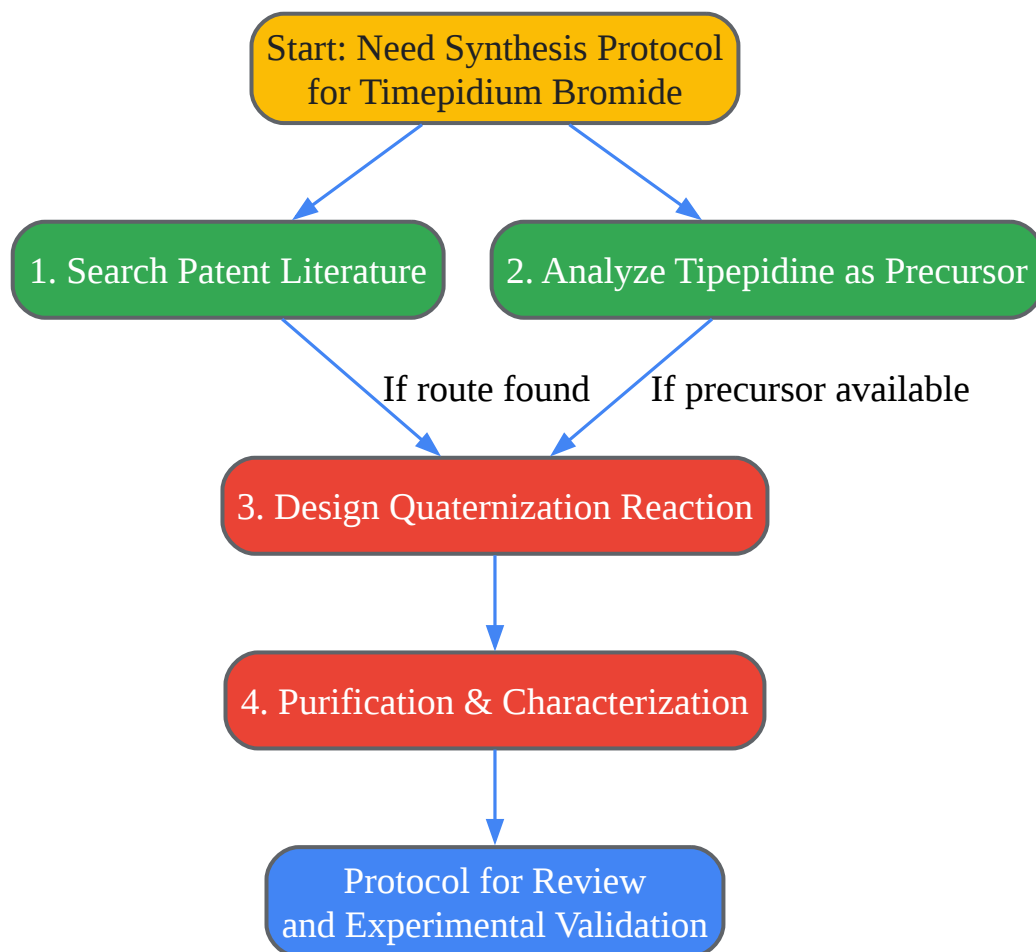 Start: Need Synthesis Protocol
for Timepidium Bromide
1. Search Patent Literature
2. Analyze Tipepidine as Precursor
If route found
If precursor available
3. Design Quaternization Reaction
4. Purification & Characterization
Protocol for Review
and Experimental Validation